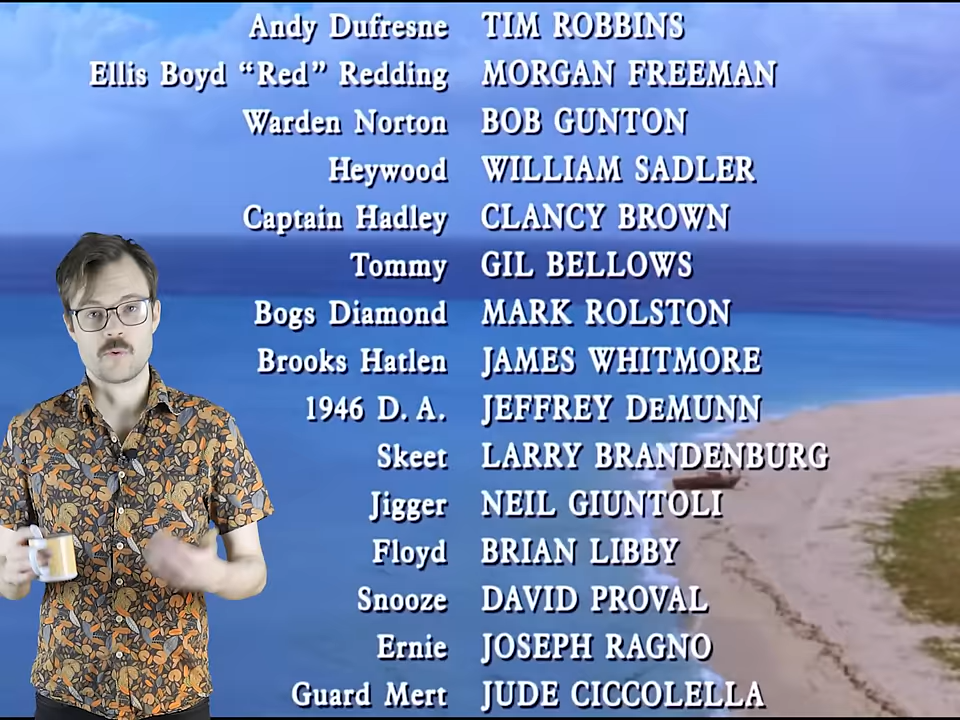 Andy Dufresne TIM ROBBINS
Ellis Boyd “Red” Redding MORGAN FREEMAN
Warden Norton BOB GUNTON
Heywood WILLIAM SADLER
Captain Hadley CLANCY BROWN
Tommy GIL BELLOWS
Bogs Diamond MARK ROLSTON
Brooks Hatlen JAMES WHITMORE
1946 D. A. JEFFREY DEMUNN
Skeet LARRY BRANDENBURG
Jigger NEIL GIUNTOLI
Floyd BRIAN LIBBY
Snooze DAVID PROVAL
Ernie JOSEPH RAGNO
Guard Mert JUDE CICCOLELLA